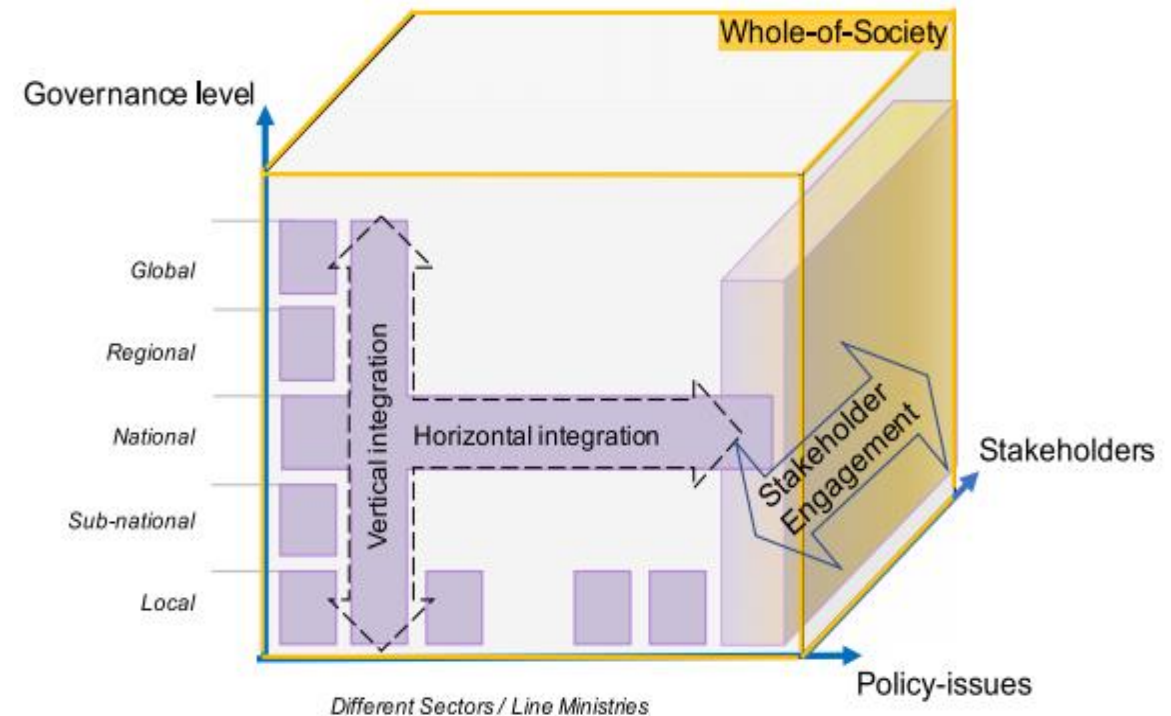 Whole-of-Society
Governance level
Global
Regional
National
Sub-national
Local
Vertical integration
Horizontal integration
Stakeholder
Engagement
Stakeholders
Policy-issues
Different Sectors / Line Ministries